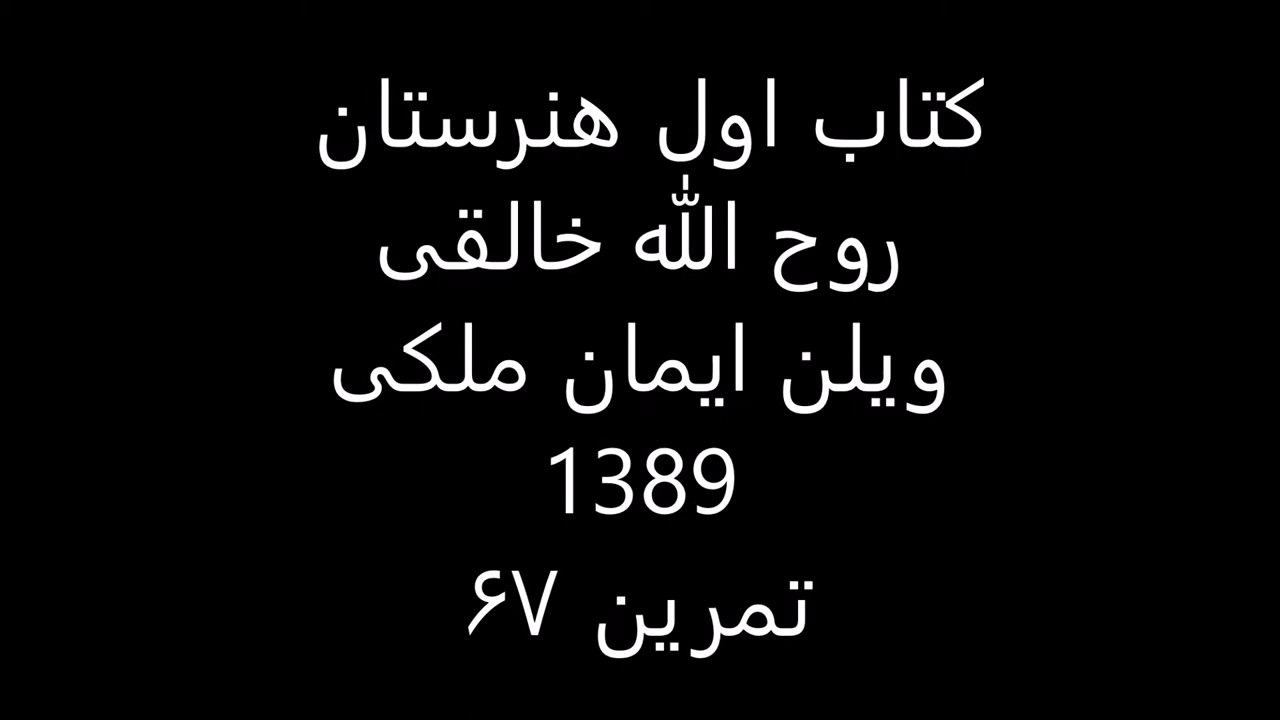 کتاب اول هنرستان
روح الله خالقی
ویلن ایمان ملکی
1389
تمرین ۶۷